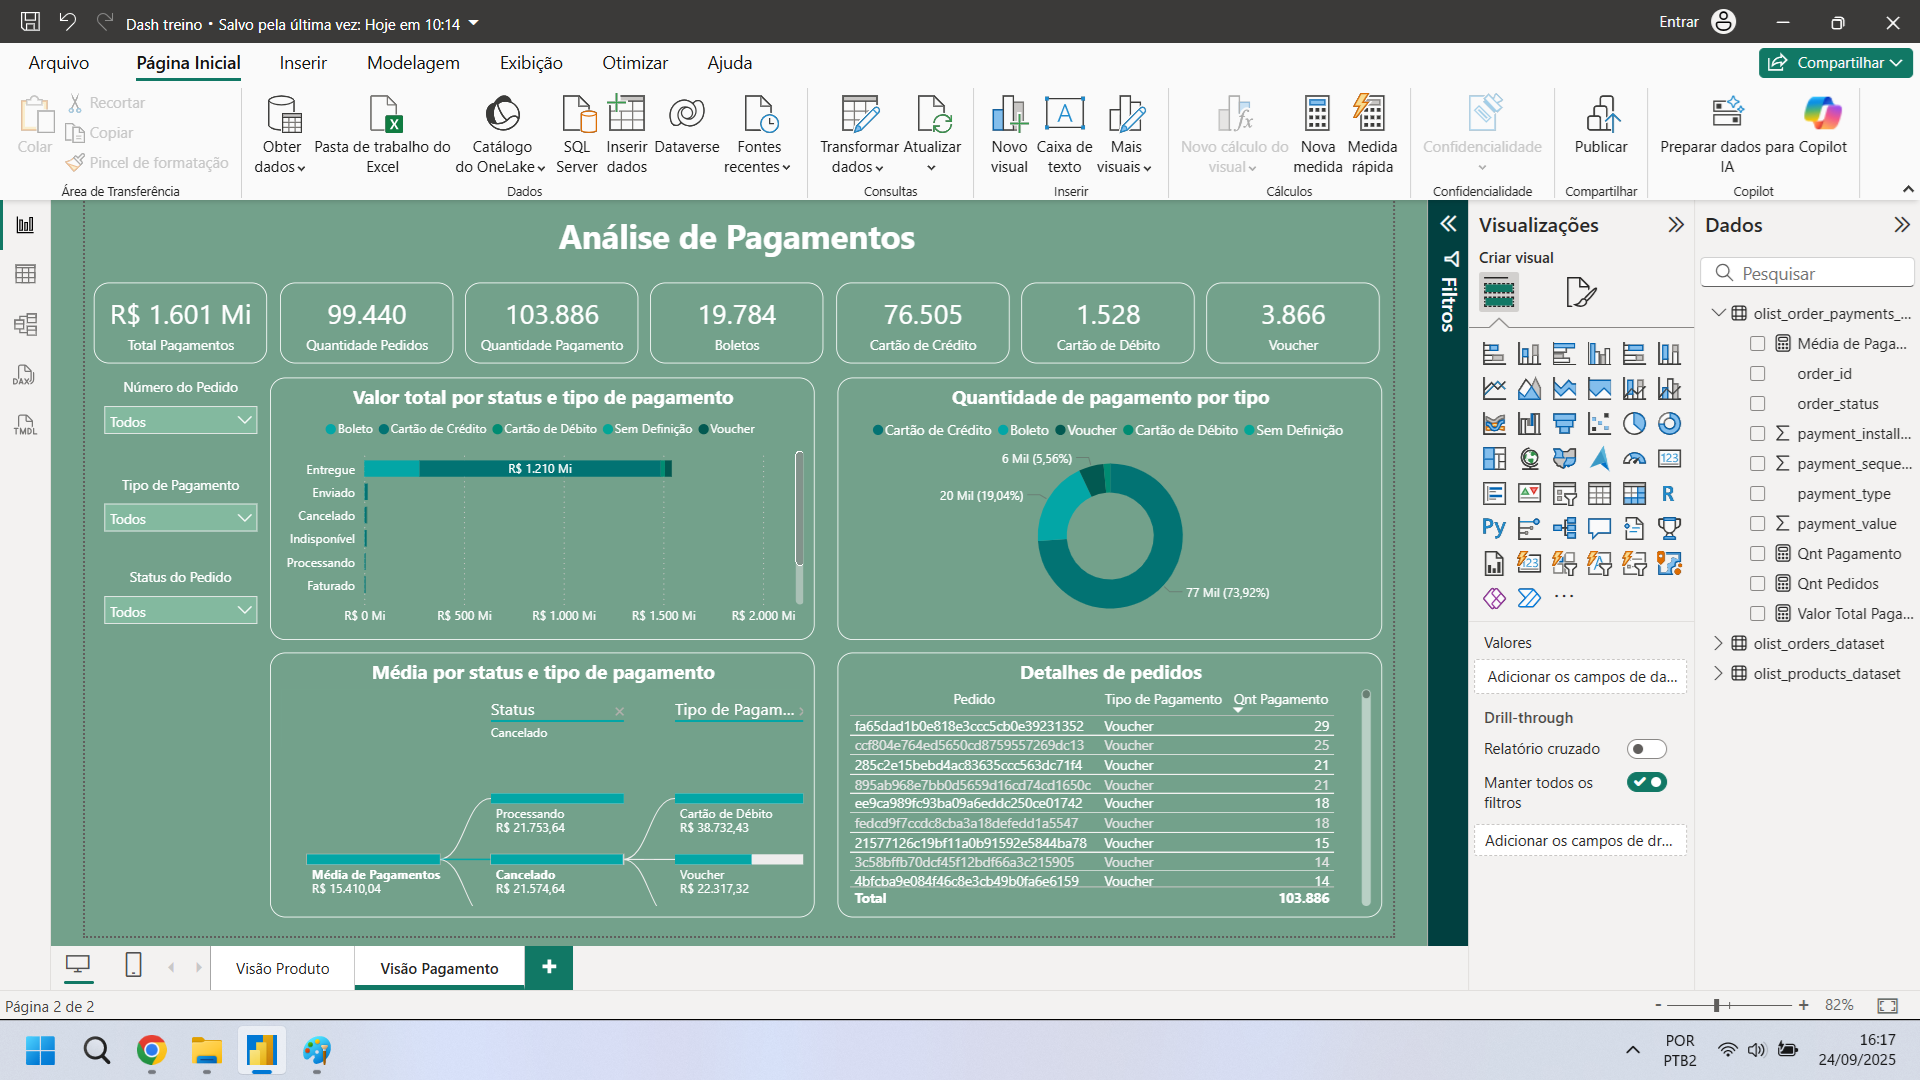 Dash treino • Salvo pela última vez: Hoje em 10:14
Entrar
Arquivo
Página Inicial
Inserir
Modelagem
Exibição
Otimizar
Ajuda
Compartilhar
Colar
Recortar
Copiar
Pincel de formatação
Área de Transferência
Obter dados
Pasta de trabalho do Excel
Catálogo do OneLake
SQL Server
Inserir dados
Dataverse
Fontes recentes
Dados
Transformar dados
Atualizar
Consultas
Novo visual
Caixa de texto
Mais visuais
Inserir
Novo cálculo do visual
Nova medida
Medida rápida
Cálculos
Confidencialidade
Confidencialidade
Publicar
Compartilhar
Preparar dados para IA
Copilot
Copilot
DAX
TMDL
Análise de Pagamentos
R$ 1.601 Mi
Total Pagamentos
99.440
Quantidade Pedidos
103.886
Quantidade Pagamento
19.784
Boletos
76.505
Cartão de Crédito
1.528
Cartão de Débito
3.866
Voucher
Número do Pedido
Todos
Tipo de Pagamento
Todos
Status do Pedido
Todos
Valor total por status e tipo de pagamento
Boleto Cartão de Crédito Cartão de Débito Sem Definição Voucher
Entregue
R$ 1.210 Mi
Enviado
Cancelado
Indisponível
Processando
Faturado
R$ 0 Mi R$ 500 Mi R$ 1.000 Mi R$ 1.500 Mi R$ 2.000 Mi
Quantidade de pagamento por tipo
Cartão de Crédito Boleto Voucher Cartão de Débito Sem Definição
6 Mil (5,56%)
20 Mil (19,04%)
77 Mil (73,92%)
Média por status e tipo de pagamento
Status
Cancelado
Tipo de Pagam...
Processando
R$ 21.753,64
Cartão de Débito
R$ 38.732,43
Média de Pagamentos
R$ 15.410,04
Cancelado
R$ 21.574,64
Voucher
R$ 22.317,32
Detalhes de pedidos
Pedido Tipo de Pagamento Qnt Pagamento
fa65dad1b0e818e3ccc5cb0e39231352 Voucher 29
ccf804e764ed5650cd8759557269dc13 Voucher 25
285c2e15bebd4ac83635ccc563dc71f4 Voucher 21
895ab968e7bb0d5659d16cd74cd1650c Voucher 21
ee9ca989fc93ba09a6eddc250ce01742 Voucher 18
fedcd9f7ccdc8cba3a18defedd1a5547 Voucher 18
21577126c19bf11a0b91592e5844ba78 Voucher 15
3c58bffb70dcf45f12bdf66a3c215905 Voucher 14
4bfcba9e084f46c8e3cb49b0fa6e6159 Voucher 14
Total 103.886
Filtros
Visualizações
Criar visual
123
R
Py
123
Valores
Adicionar os campos de da...
Drill-through
Relatório cruzado
Manter todos os filtros
Adicionar os campos de dr...
Dados
Pesquisar
olist_order_payments_...
Média de Paga...
order_id
order_status
payment_install...
payment_seque...
payment_type
payment_value
Qnt Pagamento
Qnt Pedidos
Valor Total Paga...
olist_orders_dataset
olist_products_dataset
Visão Produto
Visão Pagamento
Página 2 de 2
82%
POR
PTB2
16:17
24/09/2025